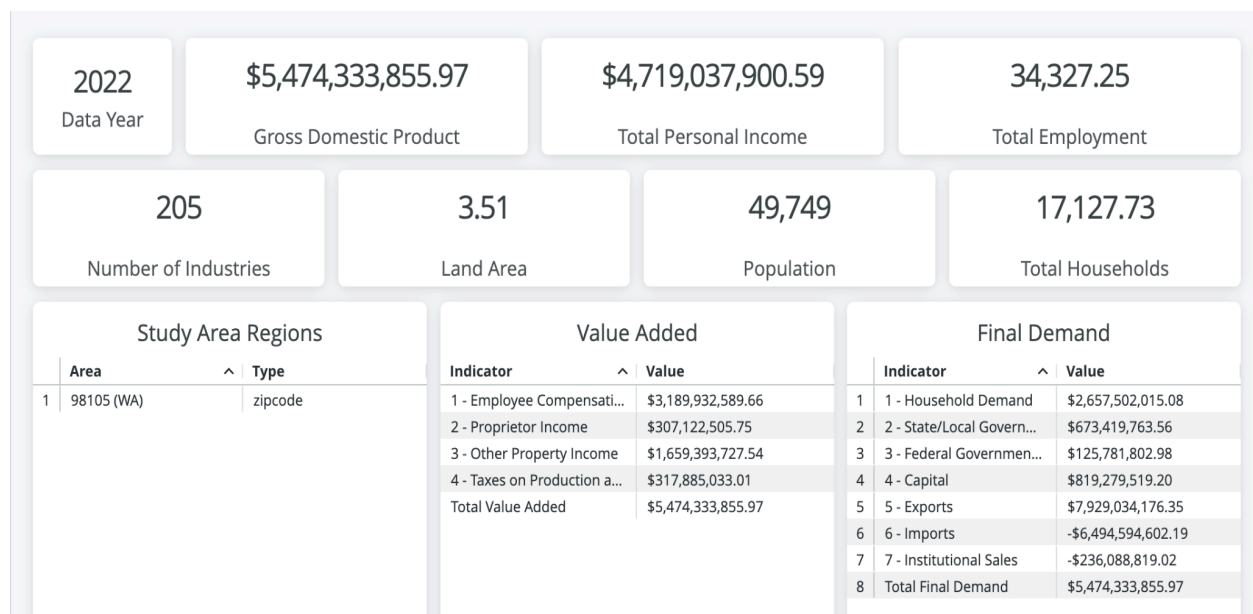 2022
Data Year
$5,474,333,855.97
Gross Domestic Product
$4,719,037,900.59
Total Personal Income
34,327.25
Total Employment
205
Number of Industries
3.51
Land Area
49,749
Population
17,127.73
Total Households
Study Area Regions
Area Type
1 98105 (WA) zipcode
Value Added
Indicator Value
1 - Employee Compensati... $3,189,932,589.66
2 - Proprietor Income $307,122,505.75
3 - Other Property Income $1,659,393,727.54
4 - Taxes on Production a... $317,885,033.01
Total Value Added $5,474,333,855.97
Final Demand
Indicator Value
1 1 - Household Demand $2,657,502,015.08
2 2 - State/Local Govern... $673,419,763.56
3 3 - Federal Governmen... $125,781,802.98
4 4 - Capital $819,279,519.20
5 5 - Exports $7,929,034,176.35
6 6 - Imports -$6,494,594,602.19
7 7 - Institutional Sales -$236,088,819.02
8 Total Final Demand $5,474,333,855.97